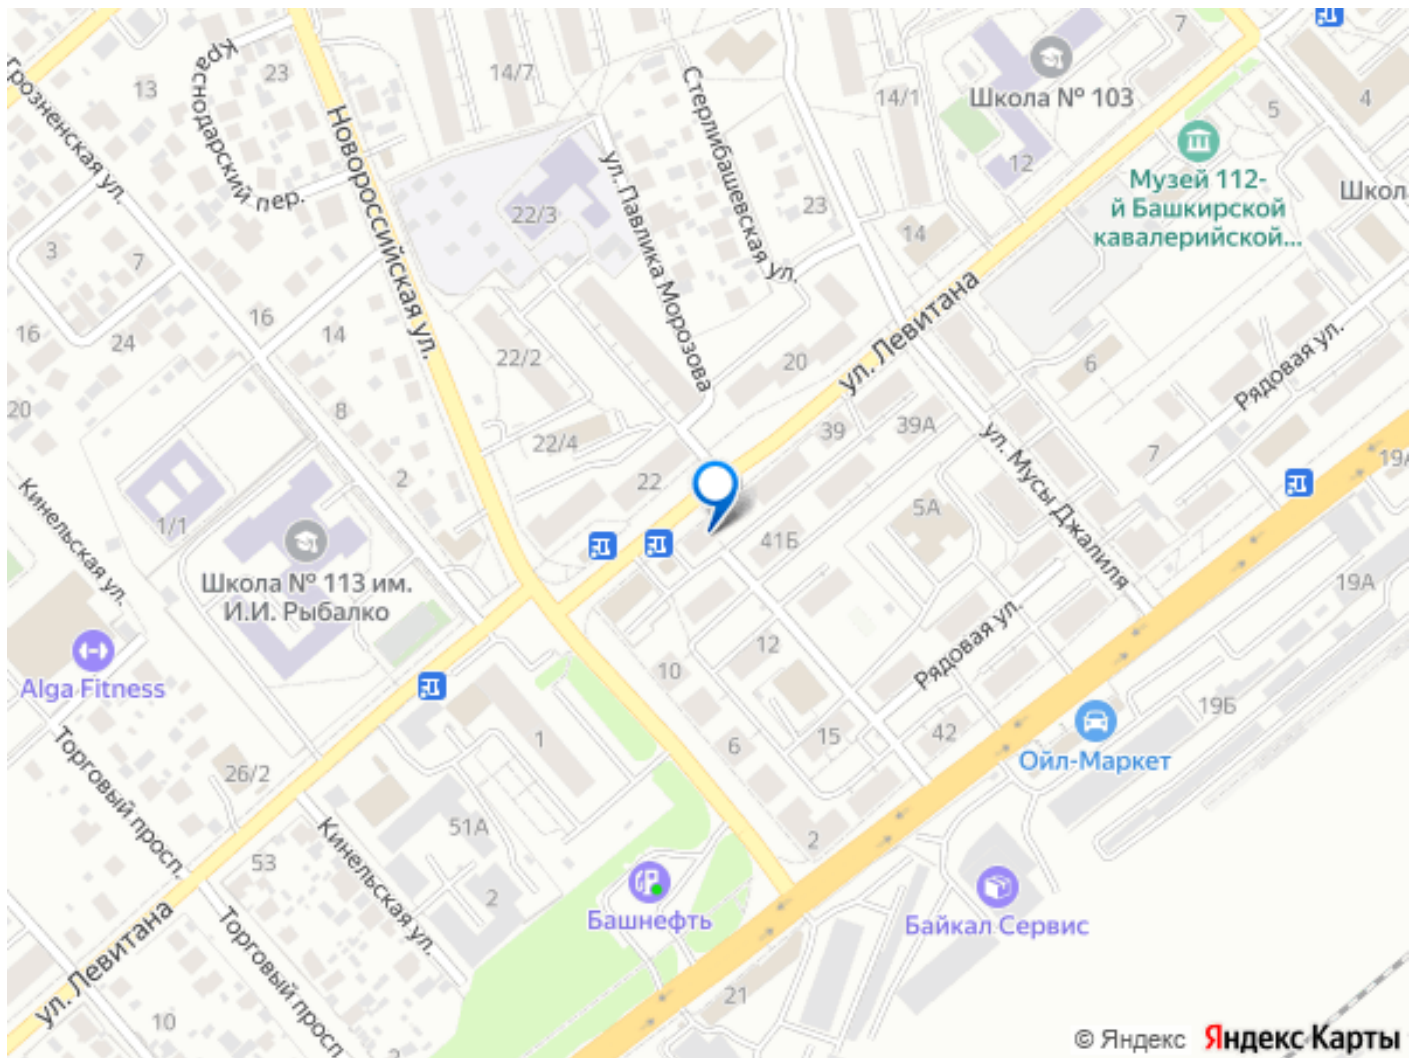 Краснодарский пер.
23
14/7
13
Грозненская ул.
Новороссийская ул.
Стерлибашевская ул.
14/1
7
Школа № 103
12
5
4
Музей 112-
й Башкирской
кавалерийской...
Школ
22/3
ул. Павлика Морозова
23
14
3
7
16
16
14
24
22/2
20
ул. Левитана
6
Рядовая ул.
20
8
22/4
39
39А
ул. Мусы Джалиля
7
19А
2
22
Кинельская ул.
1/1
5А
41Б
Школа № 113 им.
И.И. Рыбалко
19А
Рядовая ул.
12
10
Alga Fitness
19Б
1
6
15
42
Ойл-Маркет
Торговый просп.
26/2
51А
2
Кинельская ул.
53
2
Башнефть
Байкал Сервис
ул. Левитана
Торговый просп
21
10
2
© Яндекс Яндекс Карты